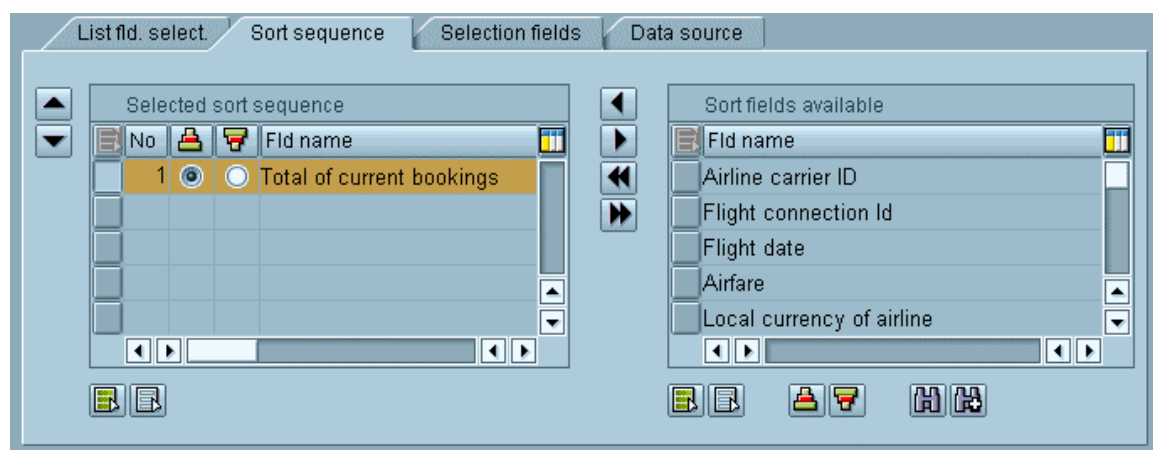 List fld. select. Sort sequence Selection fields Data source
Selected sort sequence
No Fld name
1 Total of current bookings
Sort fields available
Fld name
Airline carrier ID
Flight connection Id
Flight date
Airfare
Local currency of airline